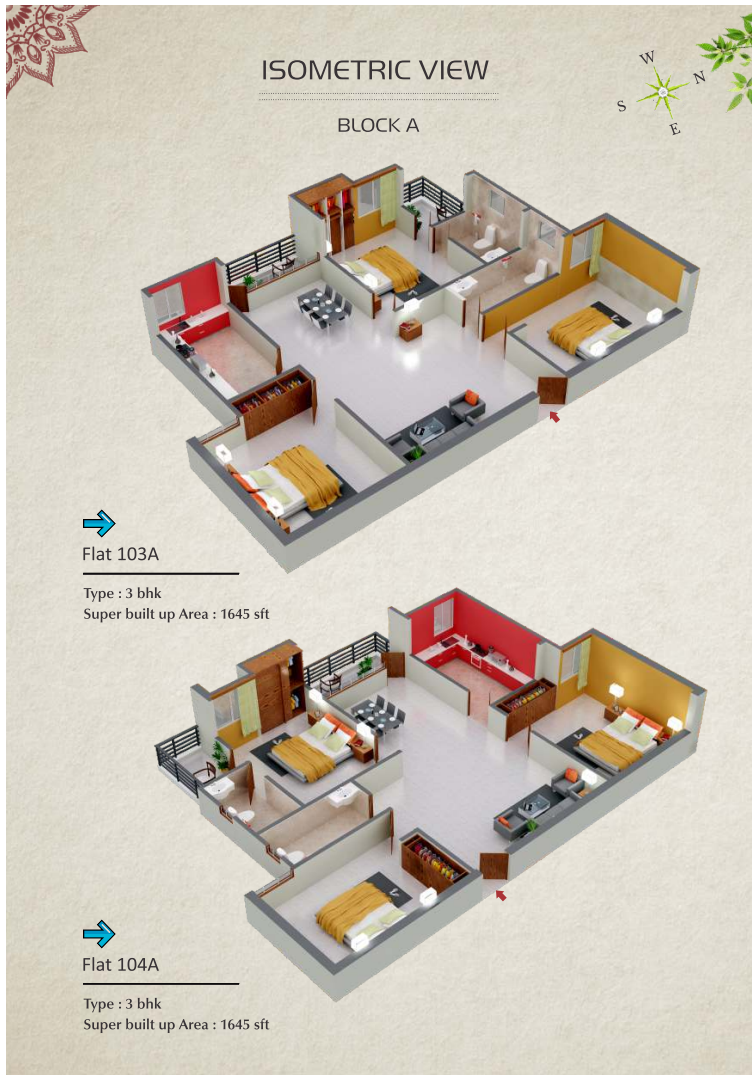 ISOMETRIC VIEW
BLOCK A
W
N
S
E
Flat 103A
Type : 3 bhk
Super built up Area : 1645 sft
Flat 104A
Type : 3 bhk
Super built up Area : 1645 sft